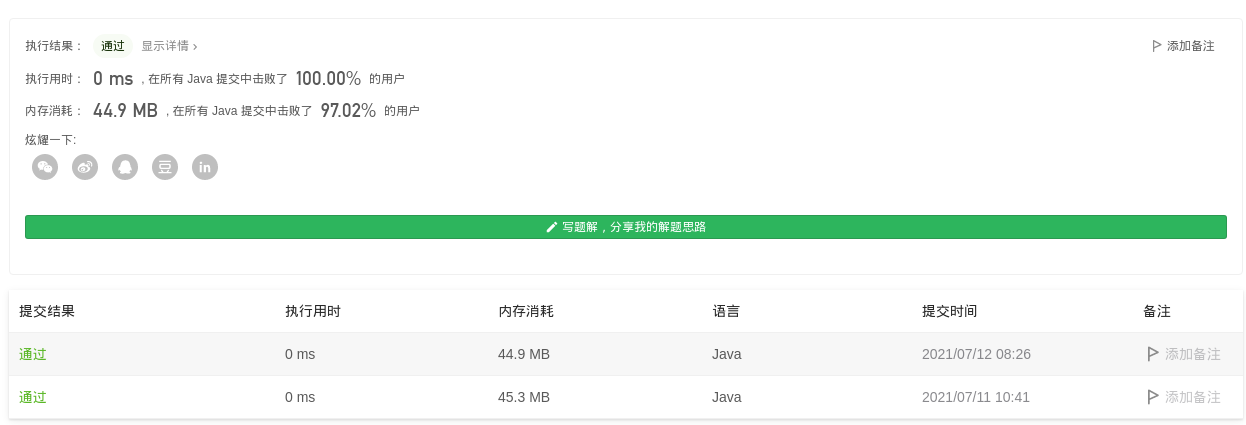 执行结果： 通过 显示详情 › 添加备注
执行用时： 0 ms , 在所有 Java 提交中击败了 100.00% 的用户
内存消耗： 44.9 MB , 在所有 Java 提交中击败了 97.02% 的用户
炫耀一下:
豆 in
写题解，分享我的解题思路
提交结果 执行用时 内存消耗 语言 提交时间 备注
通过 0 ms 44.9 MB Java 2021/07/12 08:26 添加备注
通过 0 ms 45.3 MB Java 2021/07/11 10:41 添加备注